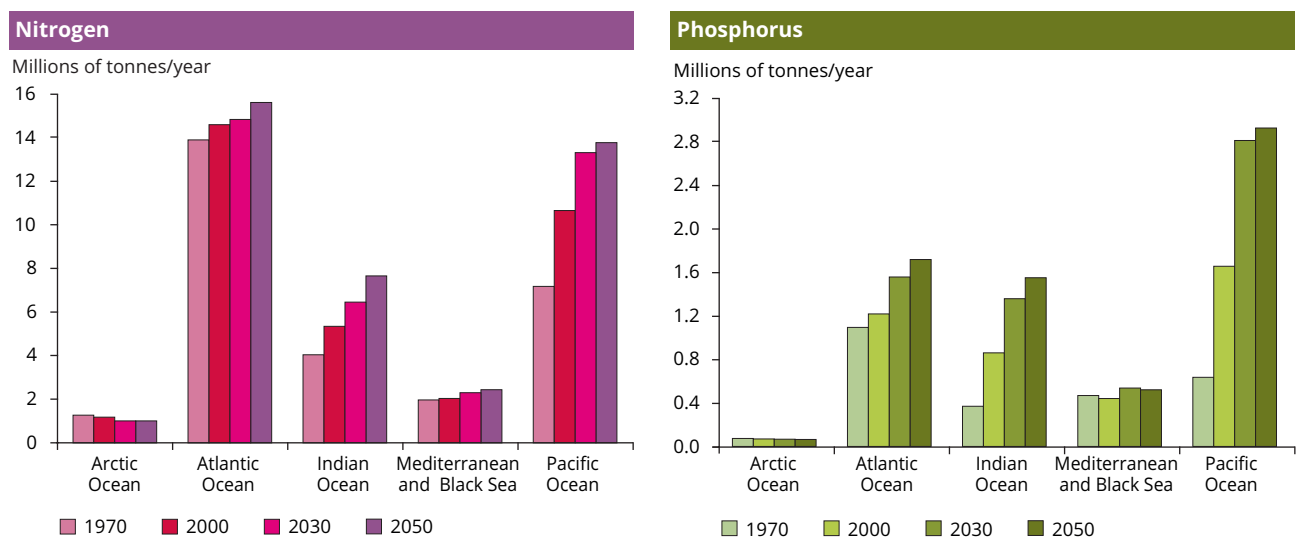 Nitrogen
Millions of tonnes/year
16
14
12
10
8
6
4
2
0
Arctic
Ocean
Atlantic
Ocean
Indian
Ocean
Mediterranean
and Black Sea
Pacific
Ocean
1970
2000
2030
2050
Phosphorus
Millions of tonnes/year
3.2
2.8
2.4
2.0
1.6
1.2
0.8
0.4
0.0
Arctic
Ocean
Atlantic
Ocean
Indian
Ocean
Mediterranean
and Black Sea
Pacific
Ocean
1970
2000
2030
2050